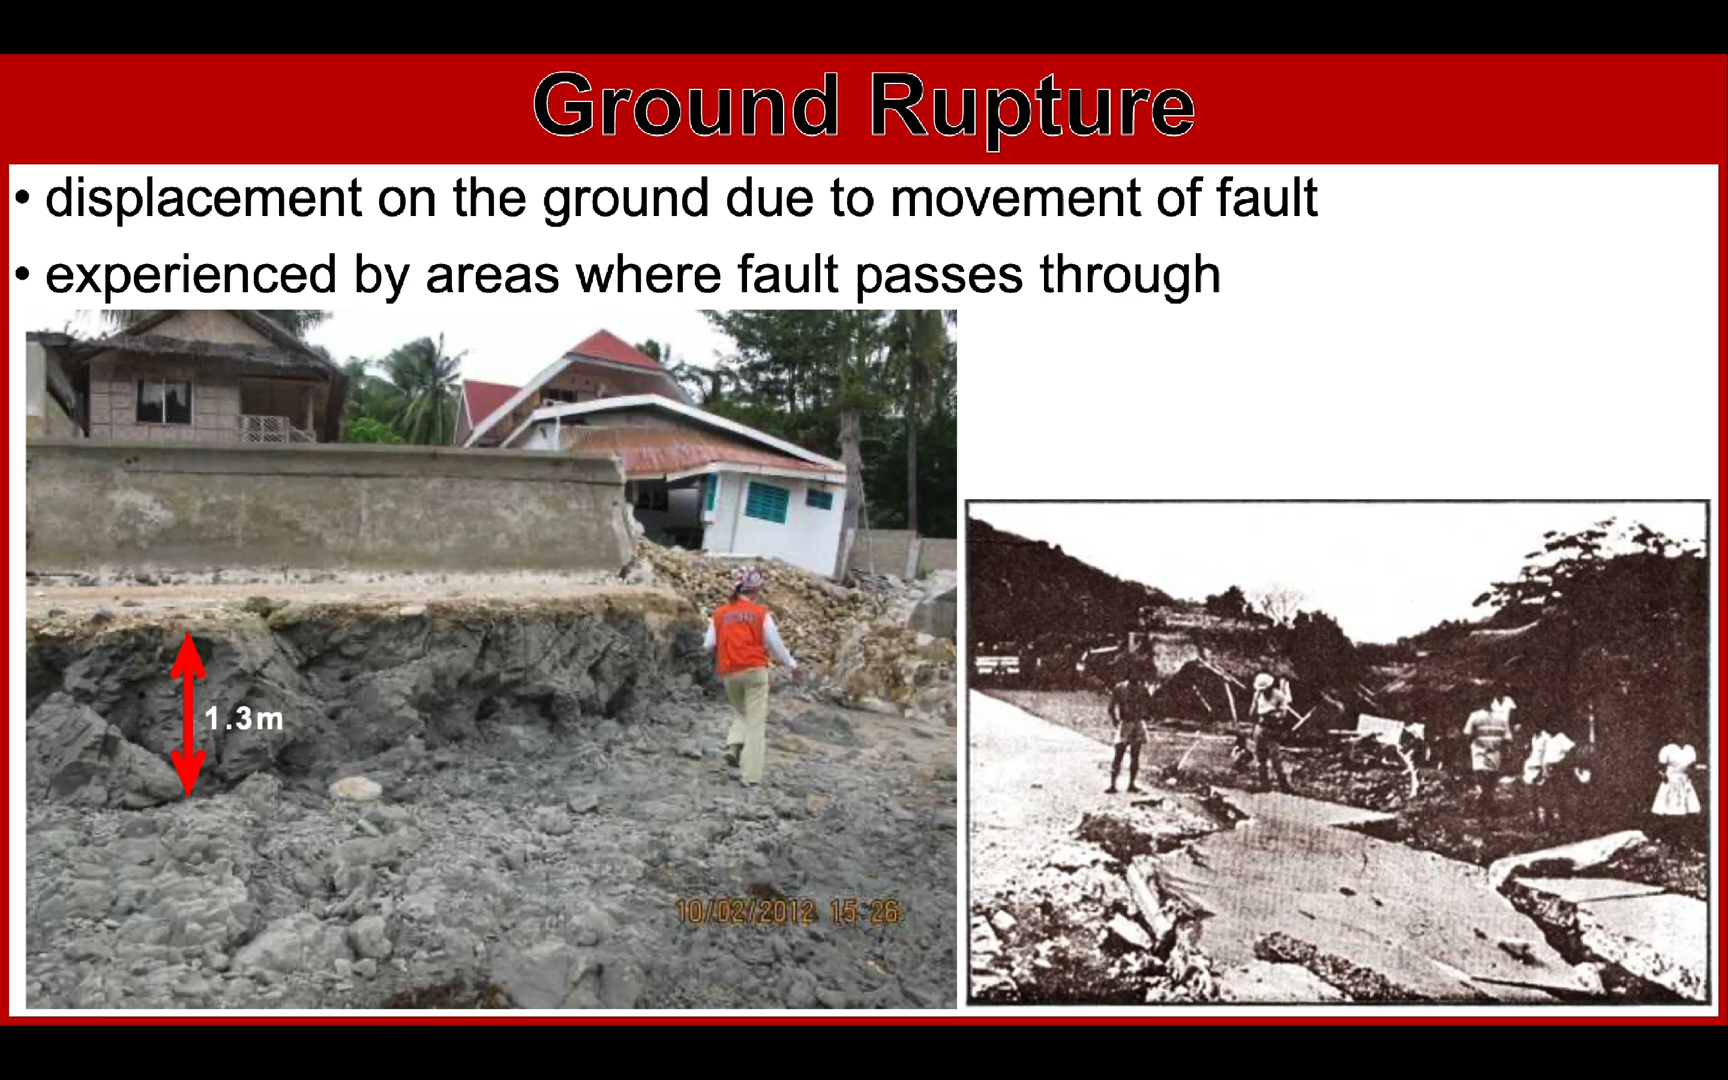 Ground Rupture
• displacement on the ground due to movement of fault
• experienced by areas where fault passes through
1.3m
10/02/2012 15:26